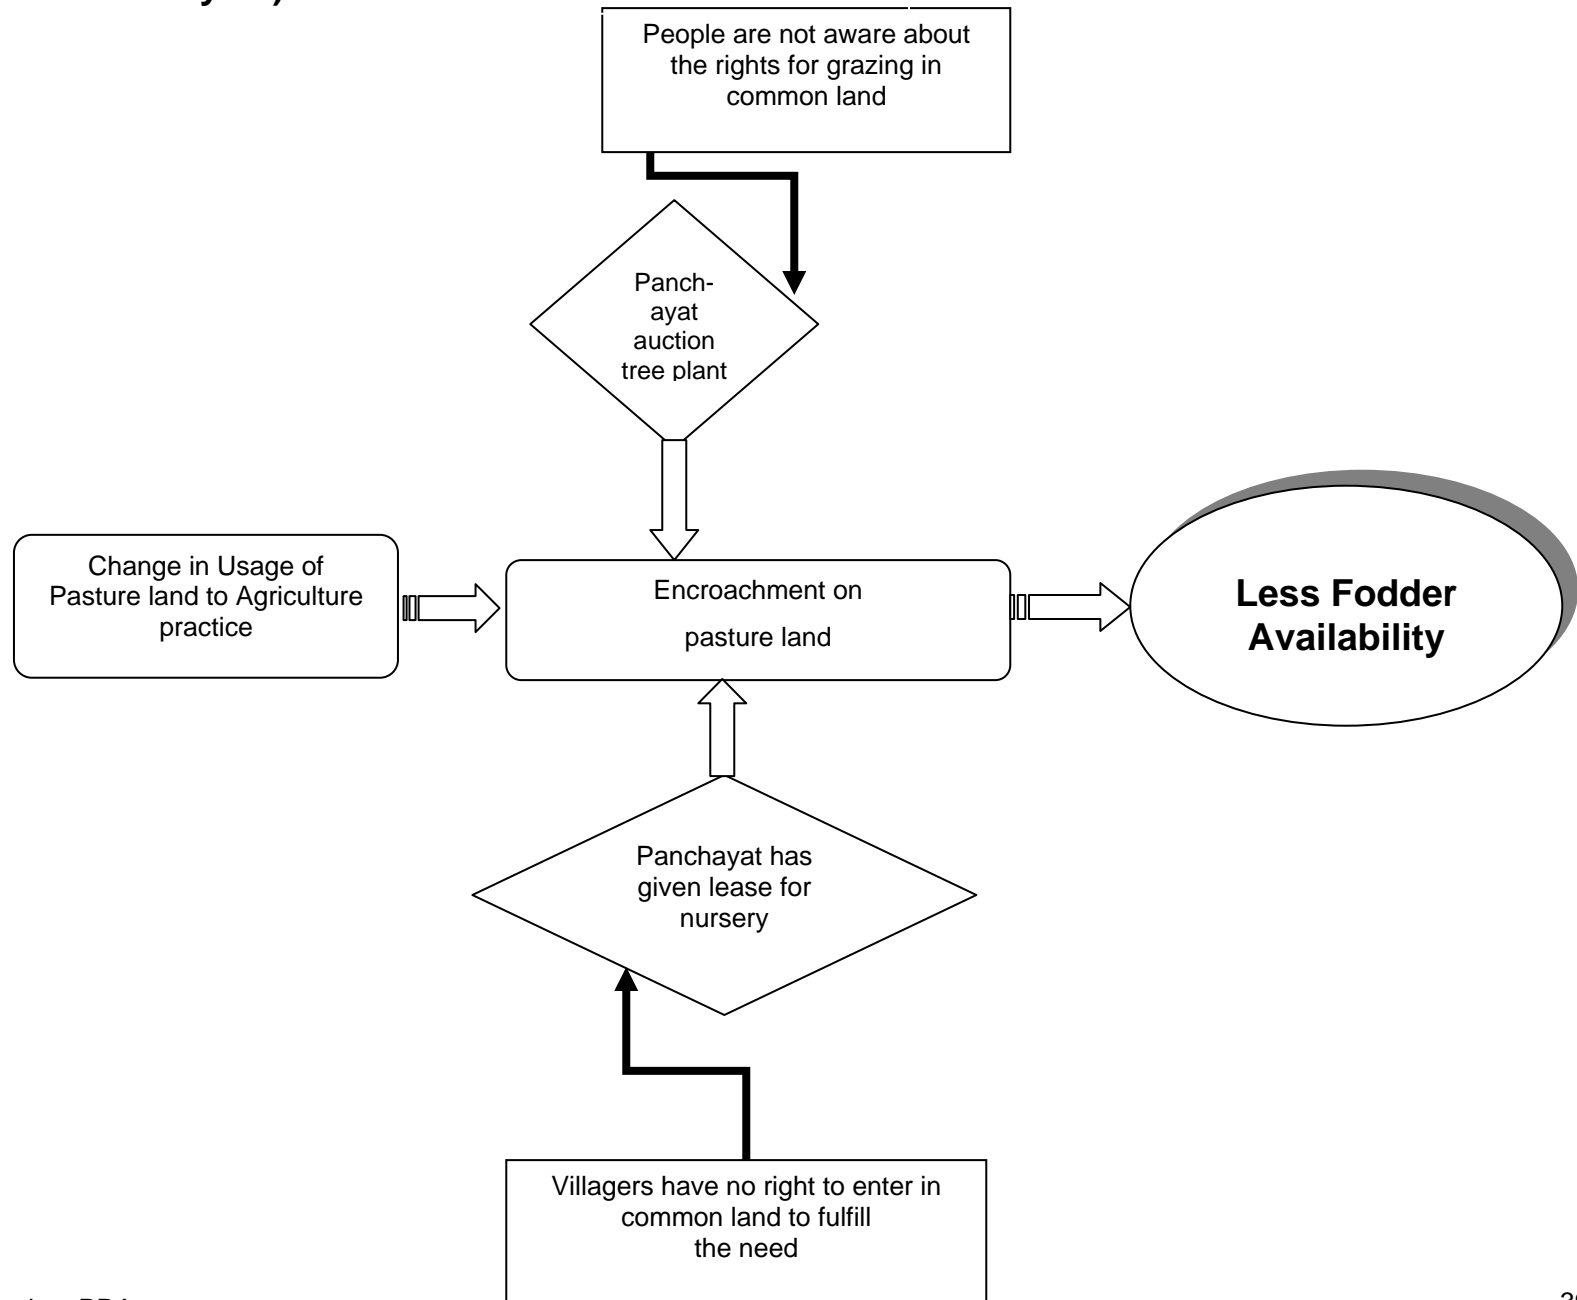 People are not aware about
the rights for grazing in
common land
Panch-
ayat
auction
tree plant
Change in Usage of
Pasture land to Agriculture
practice
Encroachment on
pasture land
Less Fodder
Availability
Panchayat has
given lease for
nursery
Villagers have no right to enter in
common land to fulfill
the need